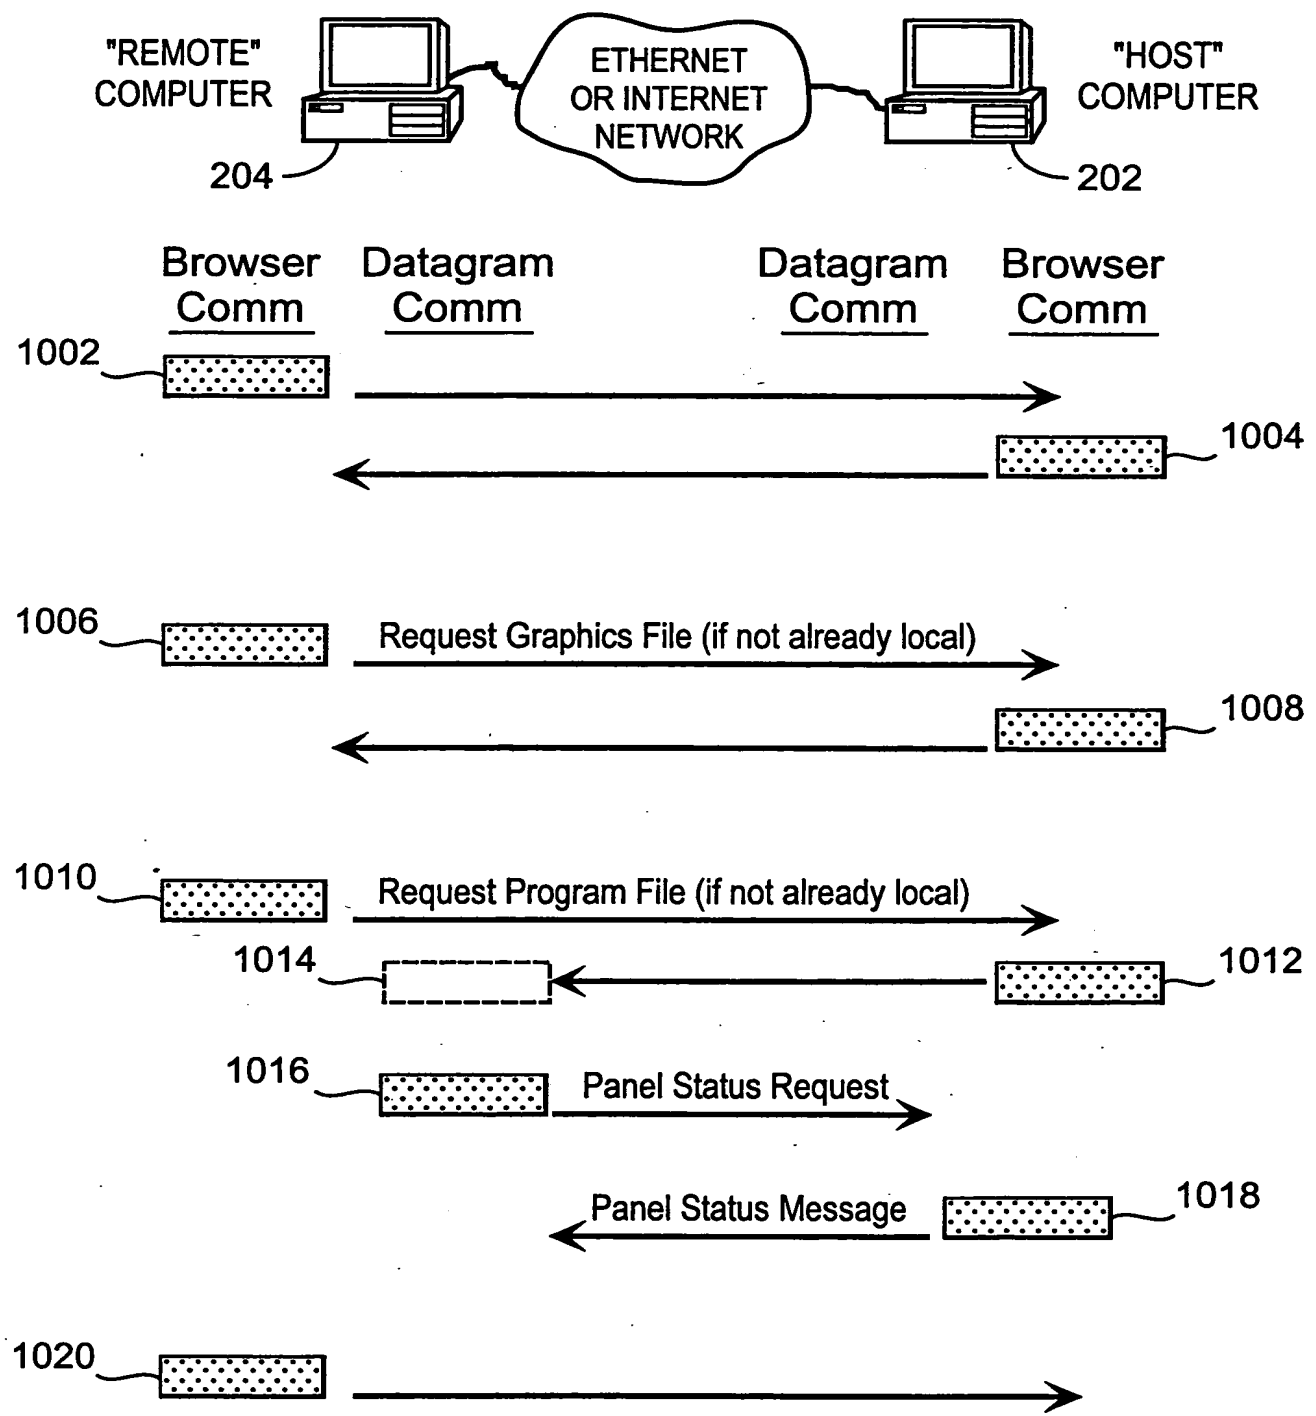 "REMOTE"
COMPUTER
ETHERNET
OR INTERNET
NETWORK
"HOST"
COMPUTER
204
202
Browser
Comm
Datagram
Comm
Datagram
Comm
Browser
Comm
1002
1004
1006
Request Graphics File (if not already local)
1008
1010
Request Program File (if not already local)
1014
1012
1016
Panel Status Request
Panel Status Message
1018
1020